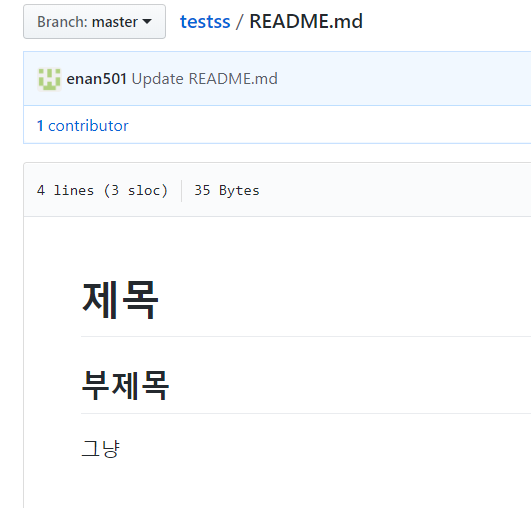 Branch: master
testss / README.md
enan501 Update README.md
1 contributor
4 lines (3 sloc) 35 Bytes
제목
부제목
그냥